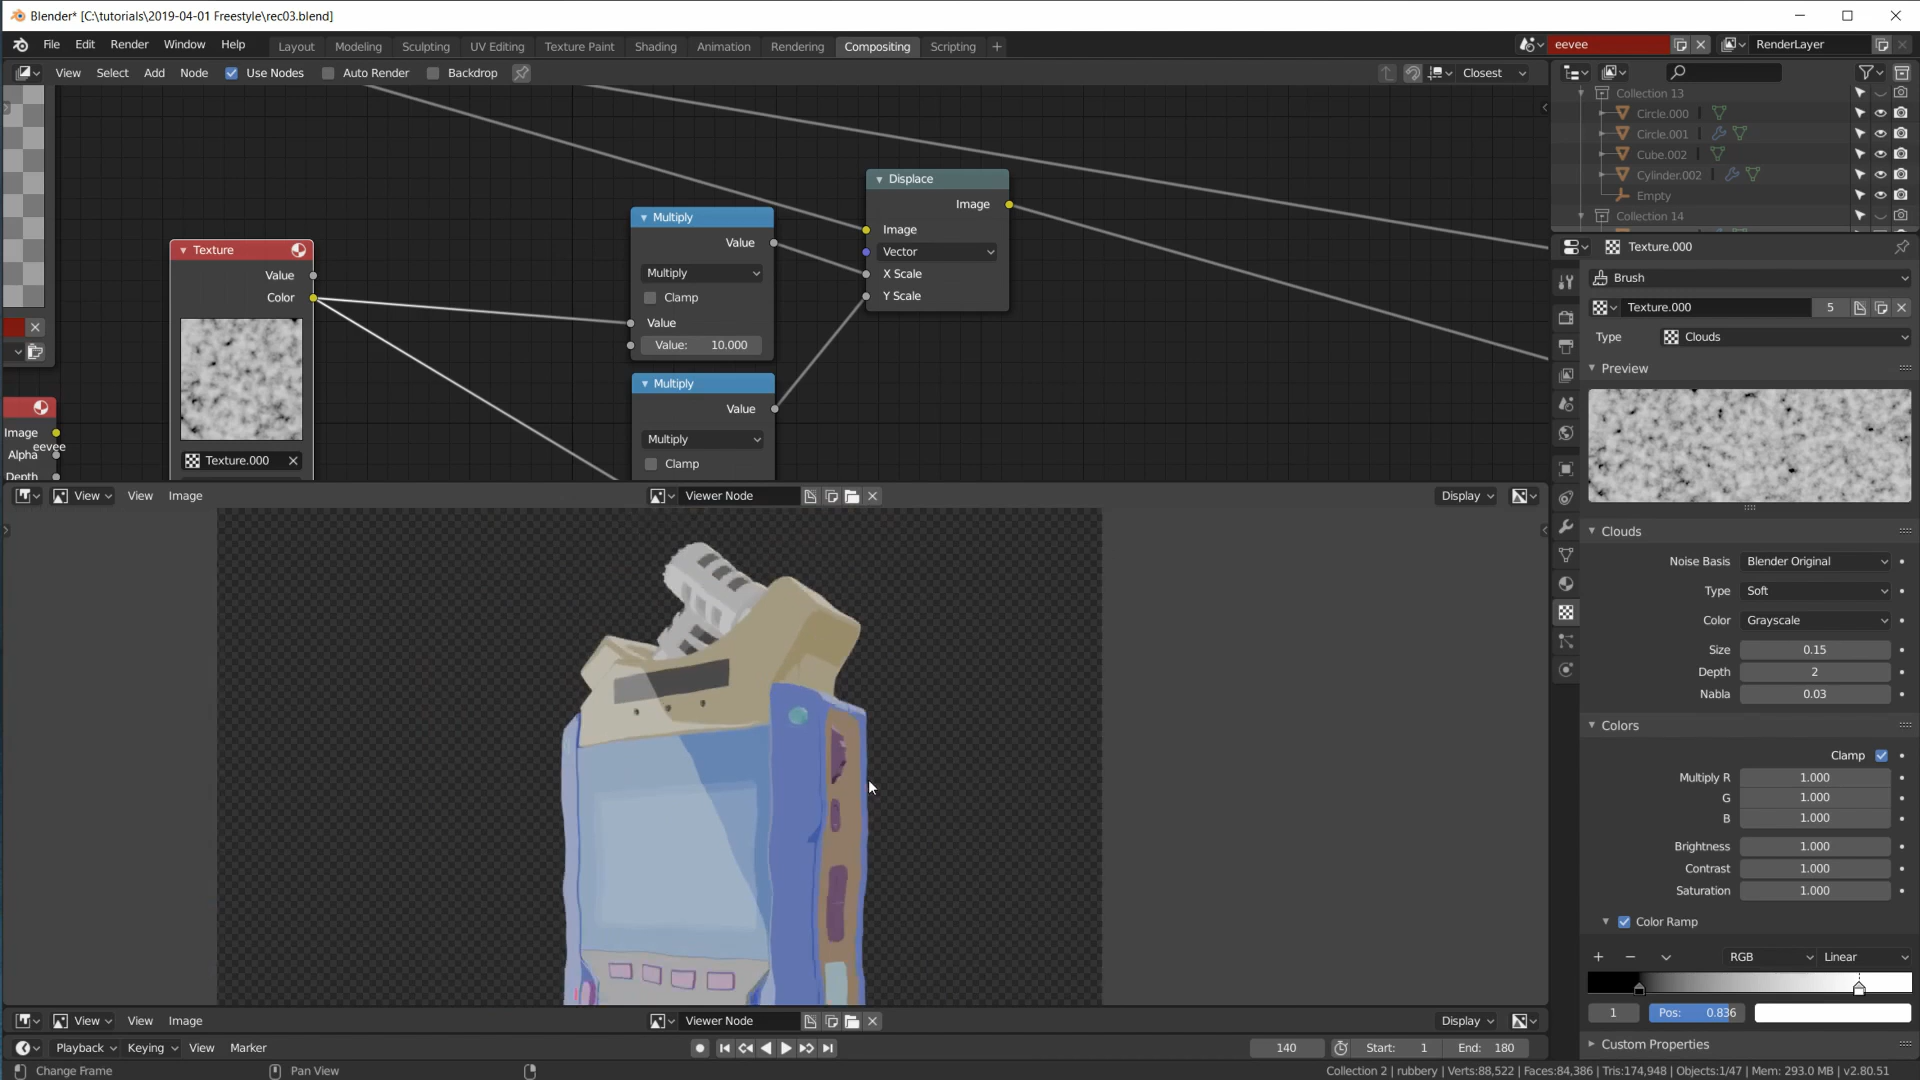 Blender* [C:\tutorials\2019-04-01 Freestyle\rec03.blend]
File Edit Render Window Help Layout Modeling Sculpting UV Editing Texture Paint Shading Animation Rendering Compositing Scripting + eevee RenderLayer
View Select Add Node Use Nodes Auto Render Backdrop Closest
Collection 13
Circle.000
Circle.001
Cube.002
Cylinder.002
Empty
Collection 14
Displace
Image
Image
Vector
X Scale
Y Scale
Multiply
Value
Multiply
Clamp
Value
Value: 10.000
Multiply
Value
Multiply
Clamp
Texture
Value
Color
Texture.000
Image
eevee
Alpha
Depth
View View Image Viewer Node Display
Texture.000
Brush
Texture.000 5
Type Clouds
Preview
Clouds
Noise Basis Blender Original
Type Soft
Color Grayscale
Size 0.15
Depth 2
Nabla 0.03
Colors
Clamp
Multiply R 1.000
G 1.000
B 1.000
Brightness 1.000
Contrast 1.000
Saturation 1.000
Color Ramp
RGB Linear
1 Pos: 0.836
Custom Properties
View View Image Viewer Node Display
Playback Keying View Marker 140 Start: 1 End: 180
Change Frame Pan View Collection 2 | rubbery | Verts:88,522 | Faces:84,386 | Tris:174,948 | Objects:1/47 | Mem: 293.0 MB | v2.80.51